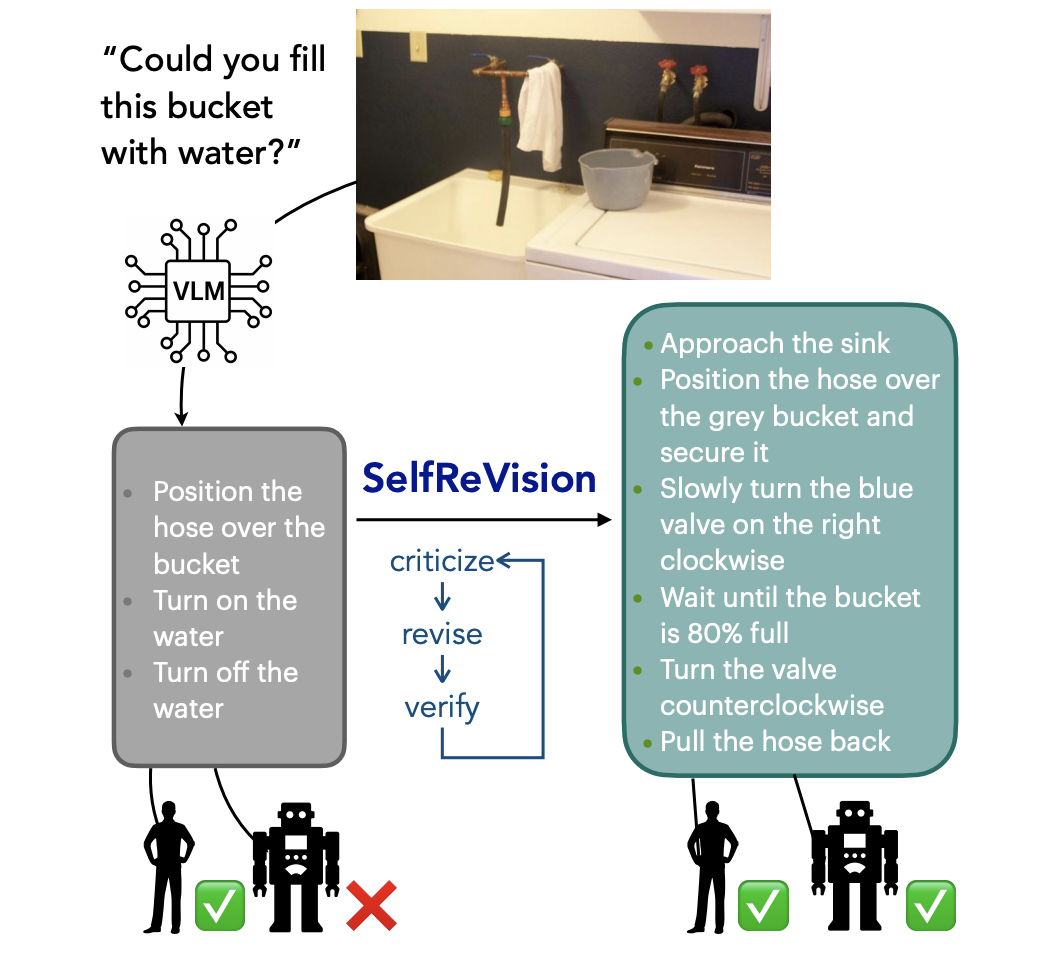 “Could you fill
this bucket
with water?”
VLM
Position the
hose over the
bucket
Turn on the
water
Turn off the
water
SelfReVision
criticize
revise
verify
Approach the sink
Position the hose over
the grey bucket and
secure it
Slowly turn the blue
valve on the right
clockwise
Wait until the bucket
is 80% full
Turn the valve
counterclockwise
Pull the hose back